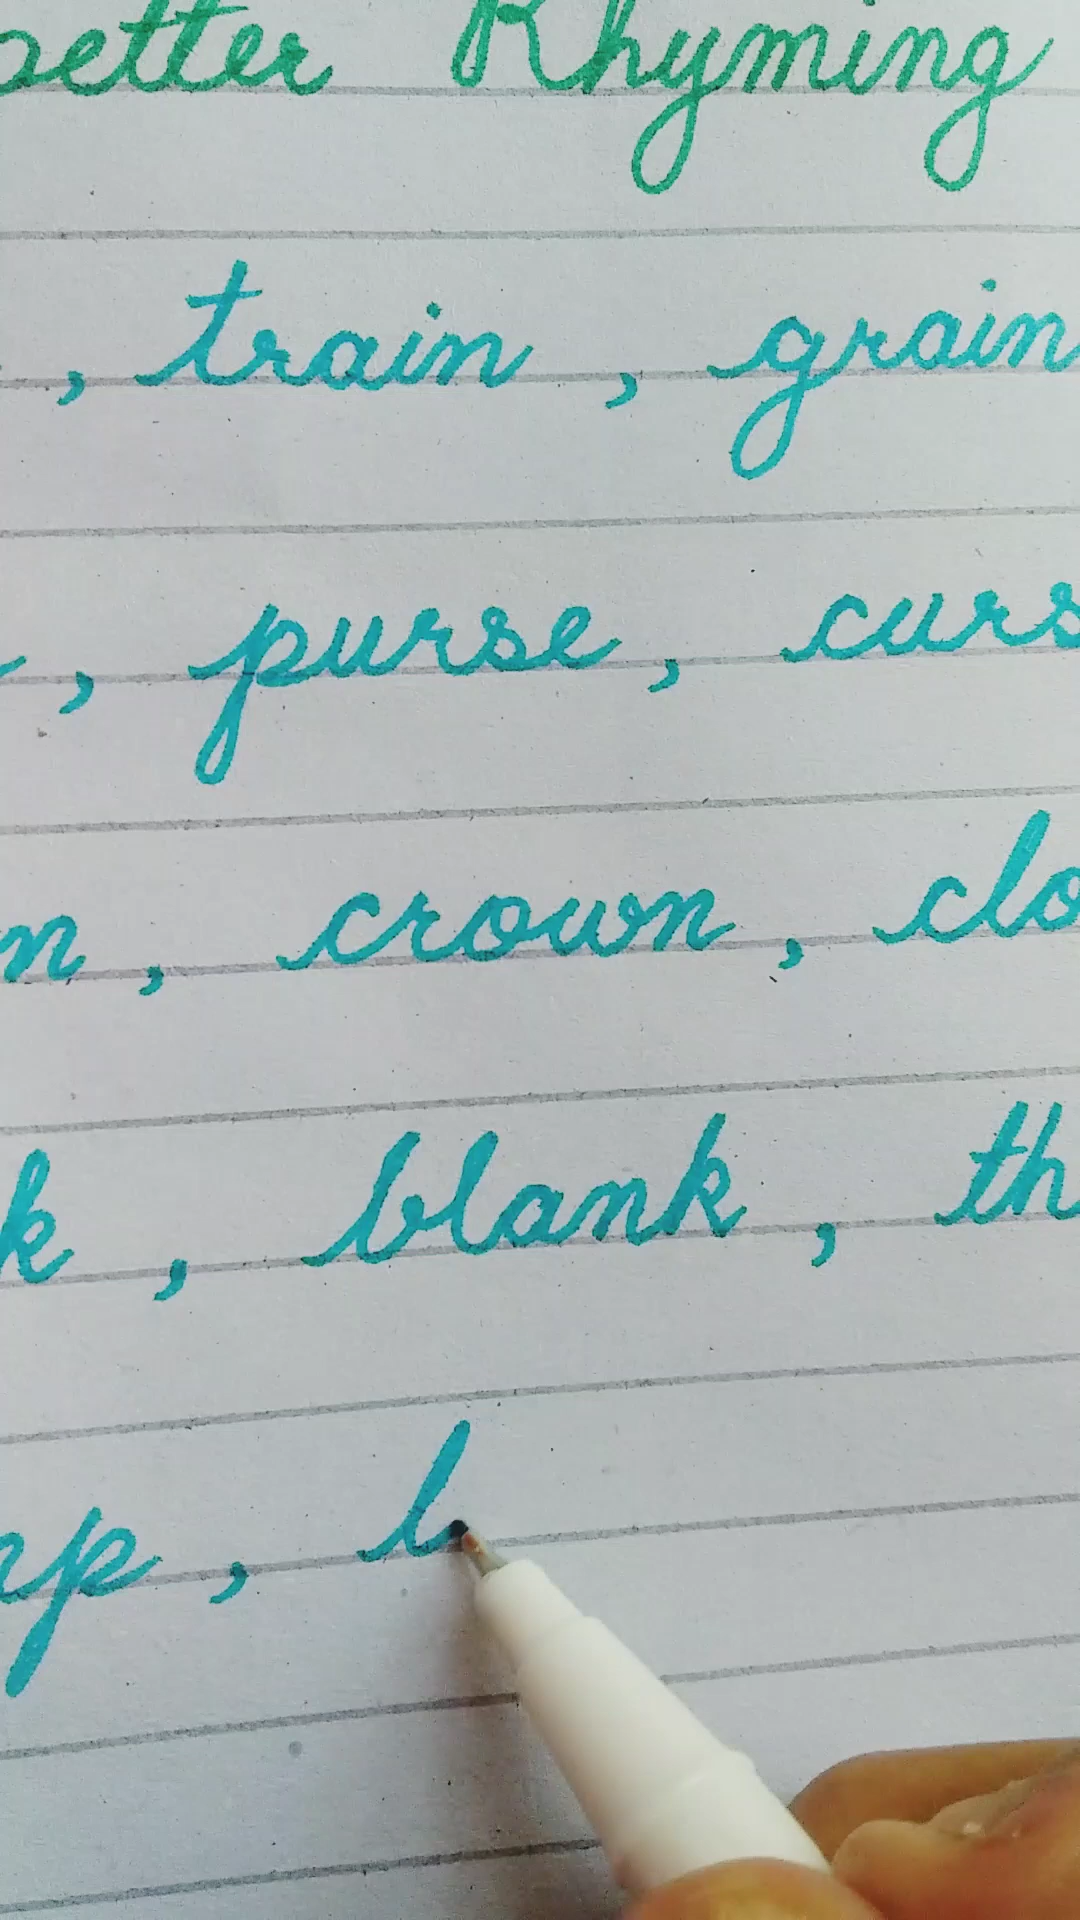 etter Rhyming
, train , grain
, purse, curs
n , crown , clo
k , blank , th
p , l